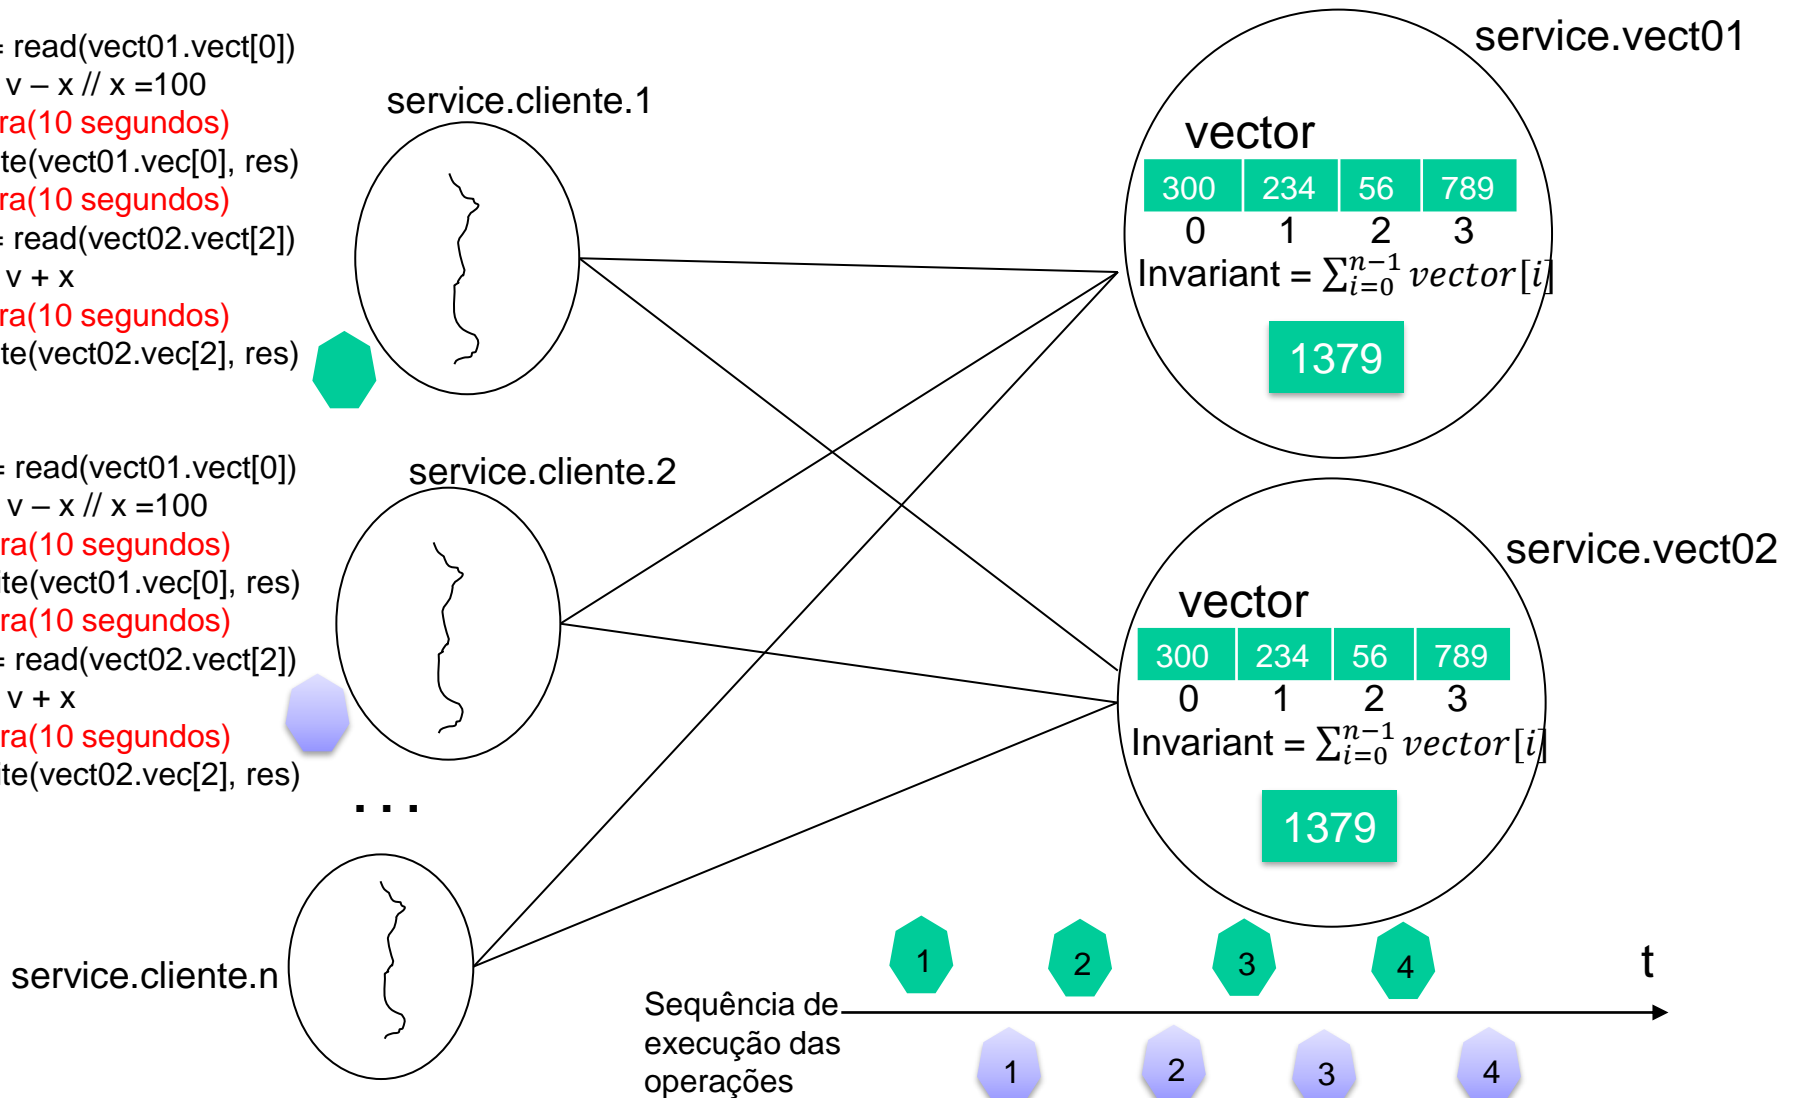 = read(vect01.vect[0])
v – x // x =100
ra(10 segundos)
te(vect01.vec[0], res)
ra(10 segundos)
= read(vect02.vect[2])
v + x
ra(10 segundos)
te(vect02.vec[2], res)
service.cliente.1
= read(vect01.vect[0])
v – x // x =100
ra(10 segundos)
ite(vect01.vec[0], res)
ra(10 segundos)
= read(vect02.vect[2])
v + x
ra(10 segundos)
ite(vect02.vec[2], res)
service.cliente.2
. . .
service.cliente.n
service.vect01
vector
300 234 56 789
0 1 2 3
Invariant = ∑_{i=0}^{n−1} vector[i]
1379
service.vect02
vector
300 234 56 789
0 1 2 3
Invariant = ∑_{i=0}^{n−1} vector[i]
1379
1 2 3 4 t
Sequência de
execução das
operações
1 2 3 4